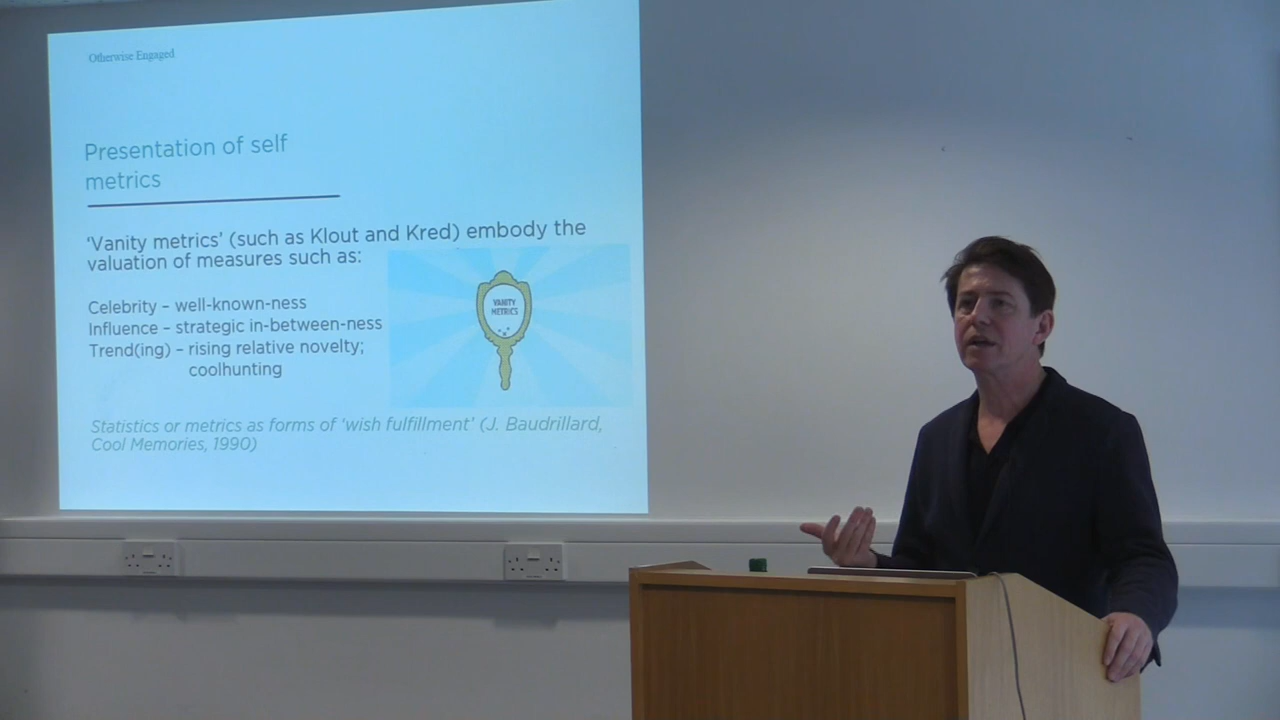 Otherwise Engaged
Presentation of self
metrics
‘Vanity metrics’ (such as Klout and Kred) embody the
valuation of measures such as:
Celebrity – well-known-ness
Influence – strategic in-between-ness
Trend(ing) – rising relative novelty;
coolhunting
VANITY
METRICS
Statistics or metrics as forms of ‘wish fulfillment’ (J. Baudrillard,
Cool Memories, 1990)